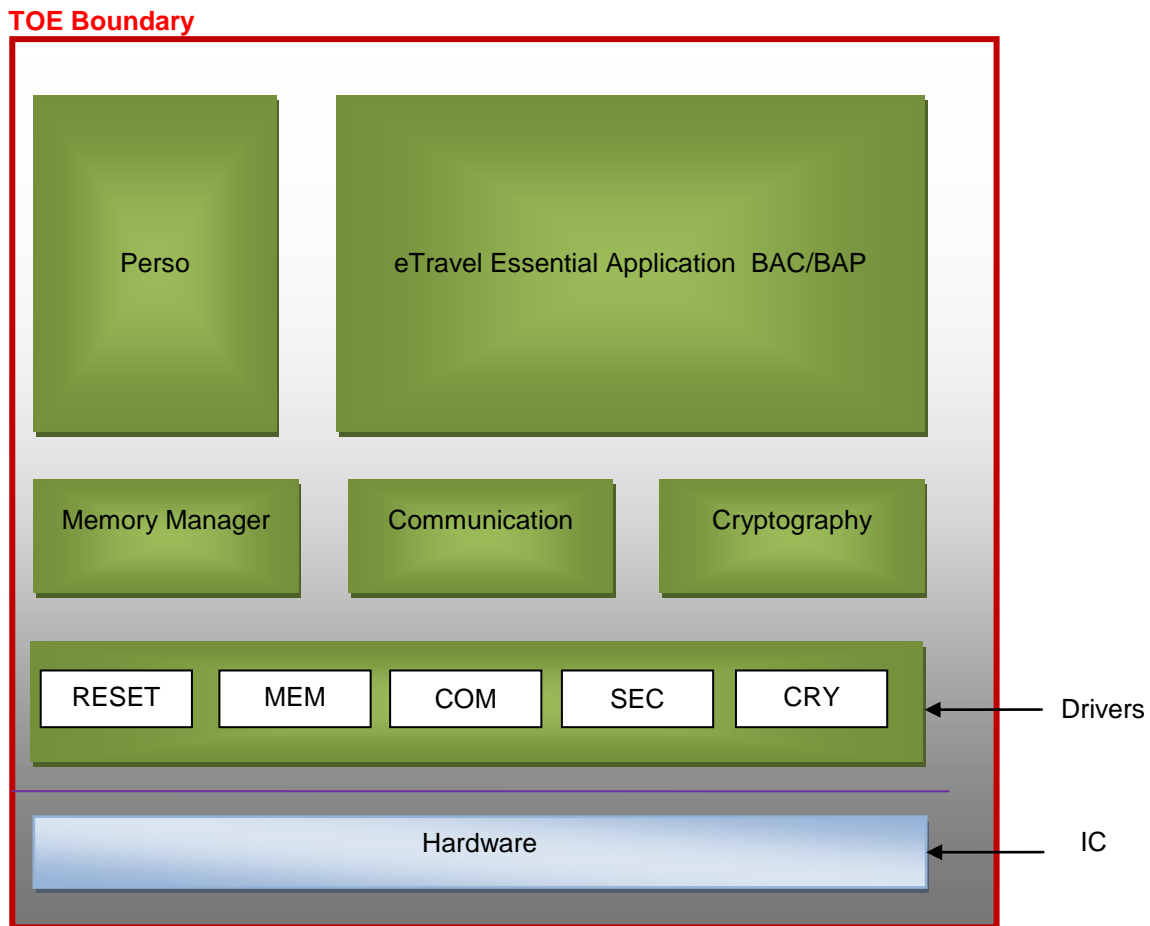 TOE Boundary
Perso
eTravel Essential Application BAC/BAP
Memory Manager
Communication
Cryptography
RESET
MEM
COM
SEC
CRY
Drivers
Hardware
IC